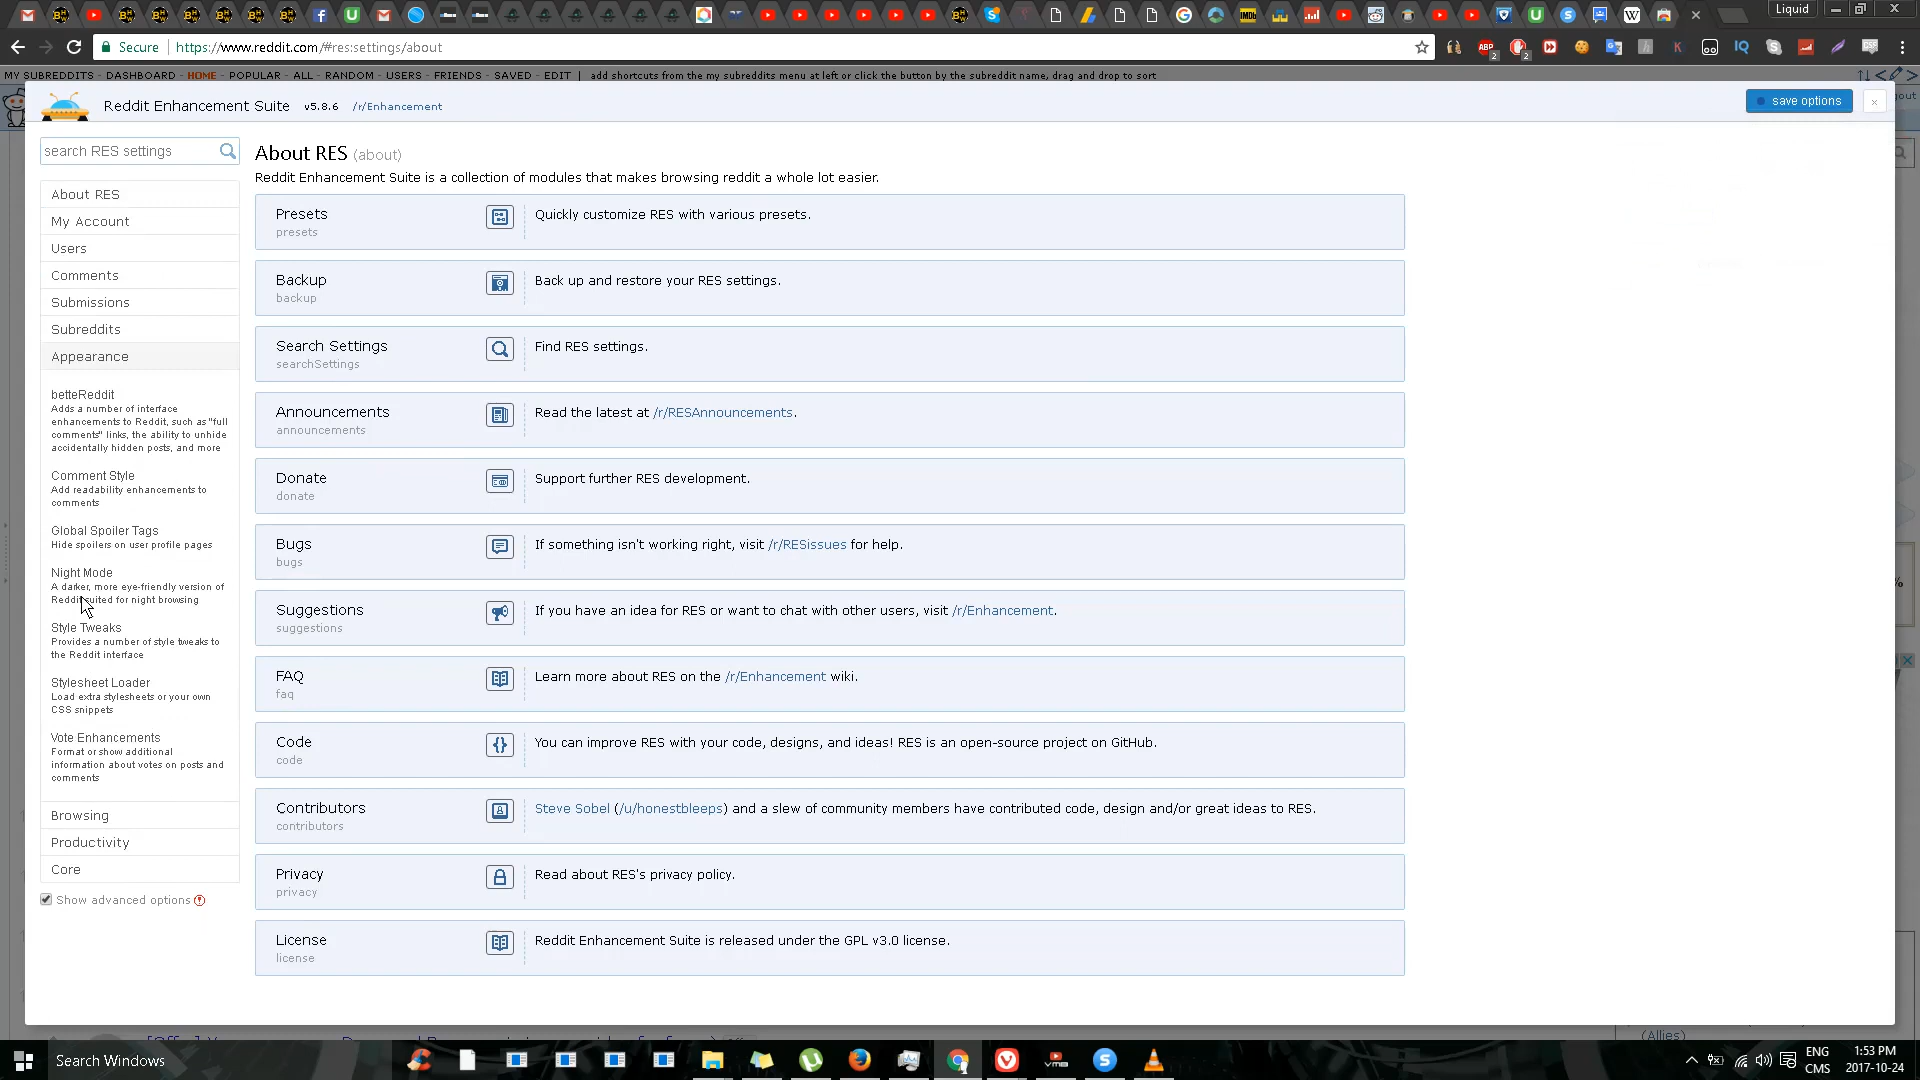 Liquid
Secure
https://www.reddit.com/#res:settings/about
ABP
IQ
MY SUBREDDITS - DASHBOARD - HOME - POPULAR - ALL - RANDOM - USERS - FRIENDS - SAVED - EDIT | add shortcuts from the my subreddits menu at left or click the button by the subreddit name, drag and drop to sort
Reddit Enhancement Suite v5.8.6 /r/Enhancement
save options
search RES settings
About RES
My Account
Users
Comments
Submissions
Subreddits
Appearance
betteReddit
Adds a number of interface
enhancements to Reddit, such as "full
comments" links, the ability to unhide
accidentally hidden posts, and more
Comment Style
Add readability enhancements to
comments
Global Spoiler Tags
Hide spoilers on user profile pages
Night Mode
A darker, more eye-friendly version of
Reddit suited for night browsing
Style Tweaks
Provides a number of style tweaks to
the Reddit interface
Stylesheet Loader
Load extra stylesheets or your own
CSS snippets
Vote Enhancements
Format or show additional
information about votes on posts and
comments
Browsing
Productivity
Core
Show advanced options
About RES (about)
Reddit Enhancement Suite is a collection of modules that makes browsing reddit a whole lot easier.
Presets
presets
Quickly customize RES with various presets.
Backup
backup
Back up and restore your RES settings.
Search Settings
searchSettings
Find RES settings.
Announcements
announcements
Read the latest at /r/RESAnnouncements.
Donate
donate
Support further RES development.
Bugs
bugs
If something isn't working right, visit /r/RESissues for help.
Suggestions
suggestions
If you have an idea for RES or want to chat with other users, visit /r/Enhancement.
FAQ
faq
Learn more about RES on the /r/Enhancement wiki.
Code
code
You can improve RES with your code, designs, and ideas! RES is an open-source project on GitHub.
Contributors
contributors
Steve Sobel (/u/honestbleeps) and a slew of community members have contributed code, design and/or great ideas to RES.
Privacy
privacy
Read about RES's privacy policy.
License
license
Reddit Enhancement Suite is released under the GPL v3.0 license.
(Allies)
Search Windows
ENG
CMS
1:53 PM
2017-10-24